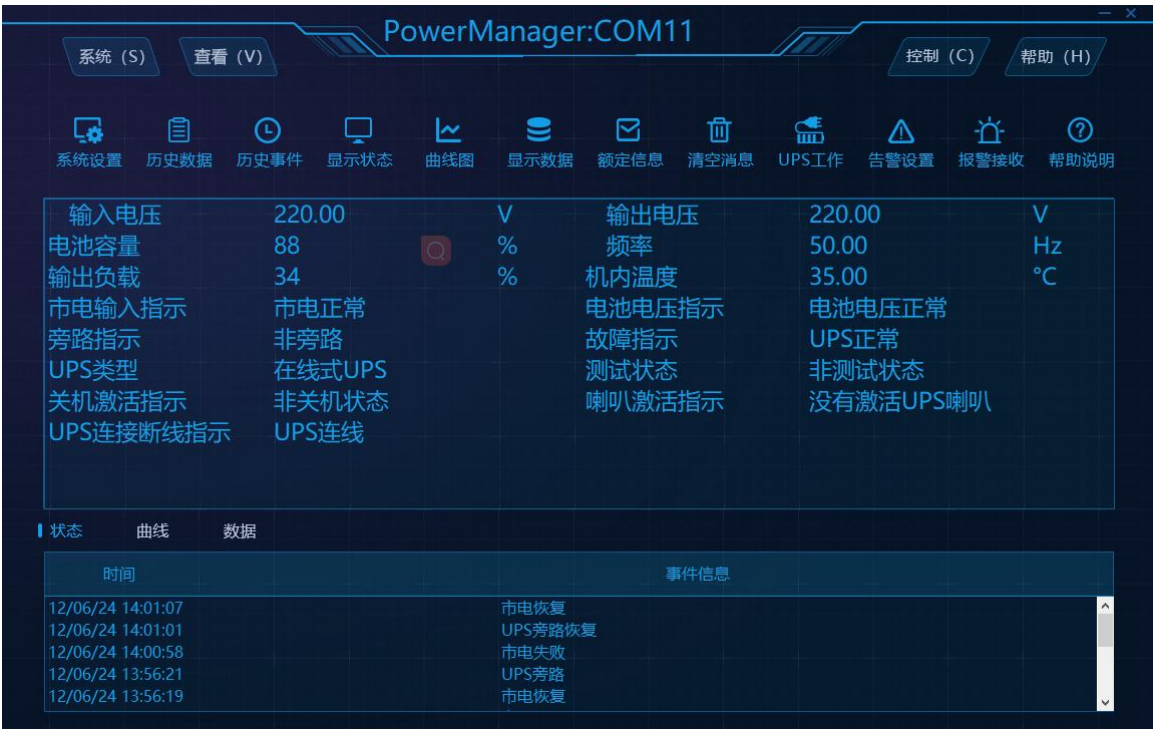 PowerManager:COM11
系统 (S) 查看 (V) 控制 (C) 帮助 (H)
系统设置 历史数据 历史事件 显示状态 曲线图 显示数据 额定信息 清空消息 UPS工作 告警设置 报警接收 帮助说明
输入电压 220.00 V 输出电压 220.00 V
电池容量 88 % 频率 50.00 Hz
输出负载 34 % 机内温度 35.00 °C
市电输入指示 市电正常 电池电压指示 电池电压正常
旁路指示 非旁路 故障指示 UPS正常
UPS类型 在线式UPS 测试状态 非测试状态
关机激活指示 非关机状态 喇叭激活指示 没有激活UPS喇叭
UPS连接断线指示 UPS连线
状态 曲线 数据
时间 事件信息
12/06/24 14:01:07 市电恢复
12/06/24 14:01:01 UPS旁路恢复
12/06/24 14:00:58 市电失败
12/06/24 13:56:21 UPS旁路
12/06/24 13:56:19 市电恢复